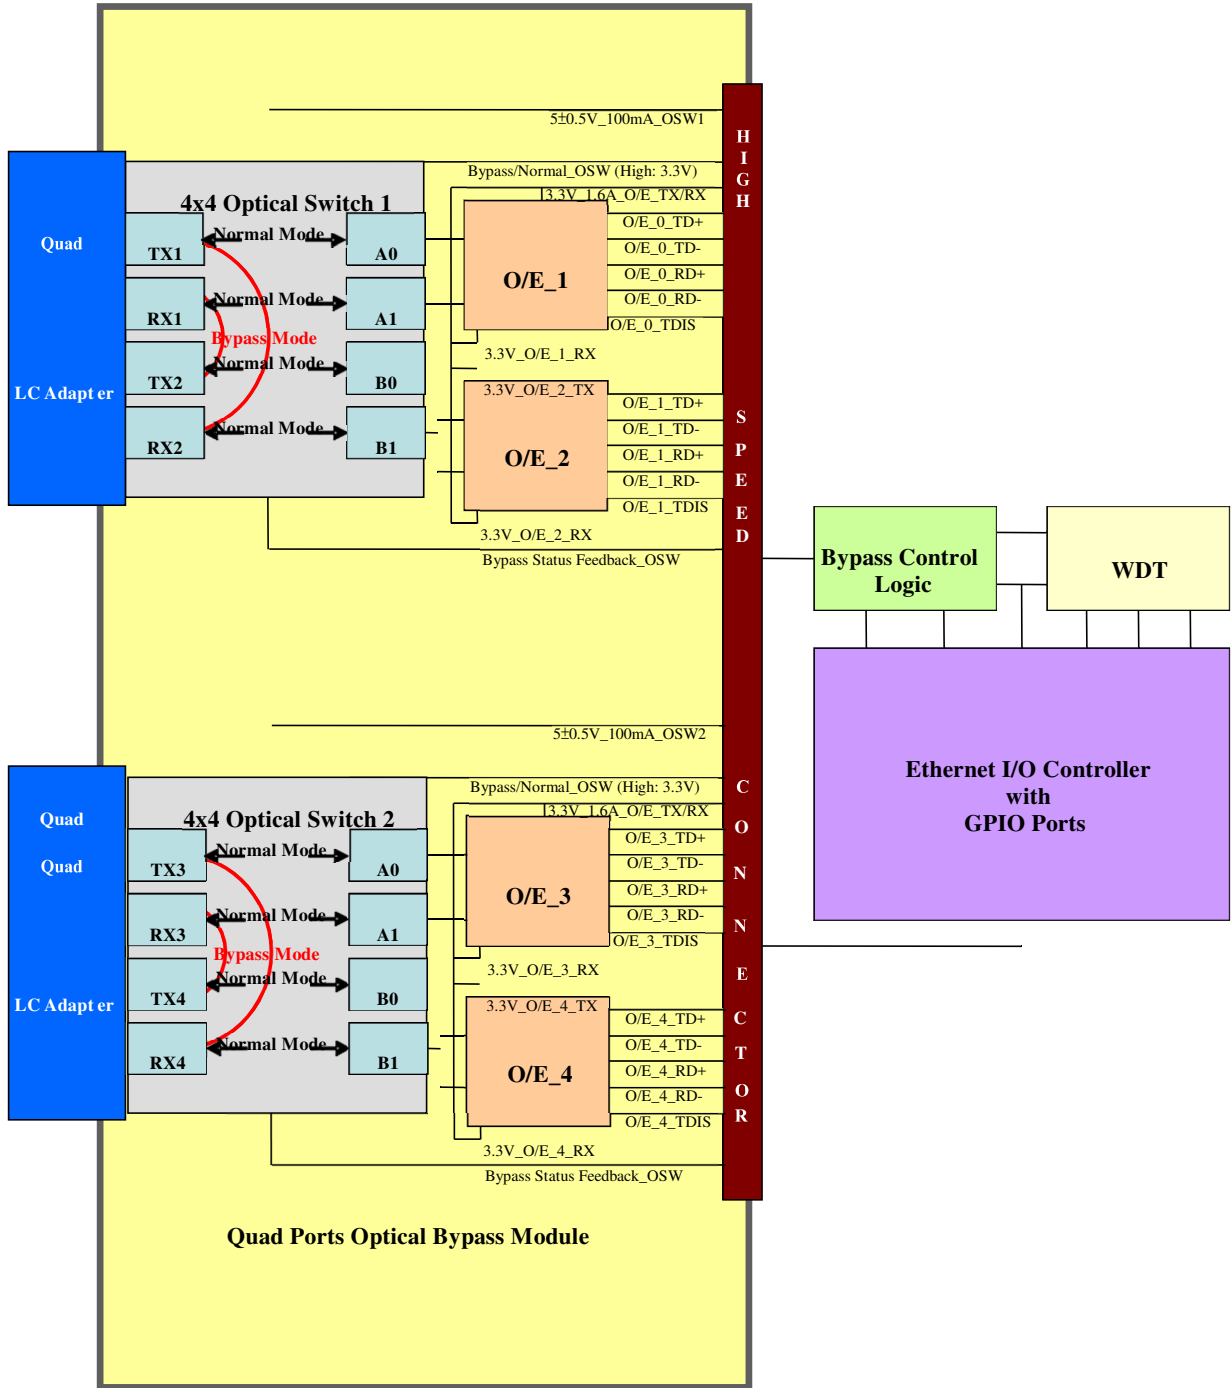 5±0.5V_100mA_OSW1
Bypass/Normal_OSW (High: 3.3V)
3.3V_1.6A_O/E_TX/RX
Quad
LC Adapter
4x4 Optical Switch 1
TX1
Normal Mode
A0
RX1
Normal Mode
A1
Bypass Mode
TX2
Normal Mode
B0
RX2
Normal Mode
B1
O/E_1
O/E_0_TD+
O/E_0_TD-
O/E_0_RD+
O/E_0_RD-
O/E_0_TDIS
3.3V_O/E_1_RX
3.3V_O/E_2_TX
O/E_2
O/E_1_TD+
O/E_1_TD-
O/E_1_RD+
O/E_1_RD-
O/E_1_TDIS
3.3V_O/E_2_RX
Bypass Status Feedback_OSW
HIGH
SPEED
CONNECTOR
Bypass Control
Logic
WDT
Ethernet I/O Controller
with
GPIO Ports
5±0.5V_100mA_OSW2
Bypass/Normal_OSW (High: 3.3V)
3.3V_1.6A_O/E_TX/RX
Quad
Quad
LC Adapter
4x4 Optical Switch 2
TX3
Normal Mode
A0
RX3
Normal Mode
A1
Bypass Mode
TX4
Normal Mode
B0
RX4
Normal Mode
B1
O/E_3
O/E_3_TD+
O/E_3_TD-
O/E_3_RD+
O/E_3_RD-
O/E_3_TDIS
3.3V_O/E_3_RX
3.3V_O/E_4_TX
O/E_4
O/E_4_TD+
O/E_4_TD-
O/E_4_RD+
O/E_4_RD-
O/E_4_TDIS
3.3V_O/E_4_RX
Bypass Status Feedback_OSW
Quad Ports Optical Bypass Module